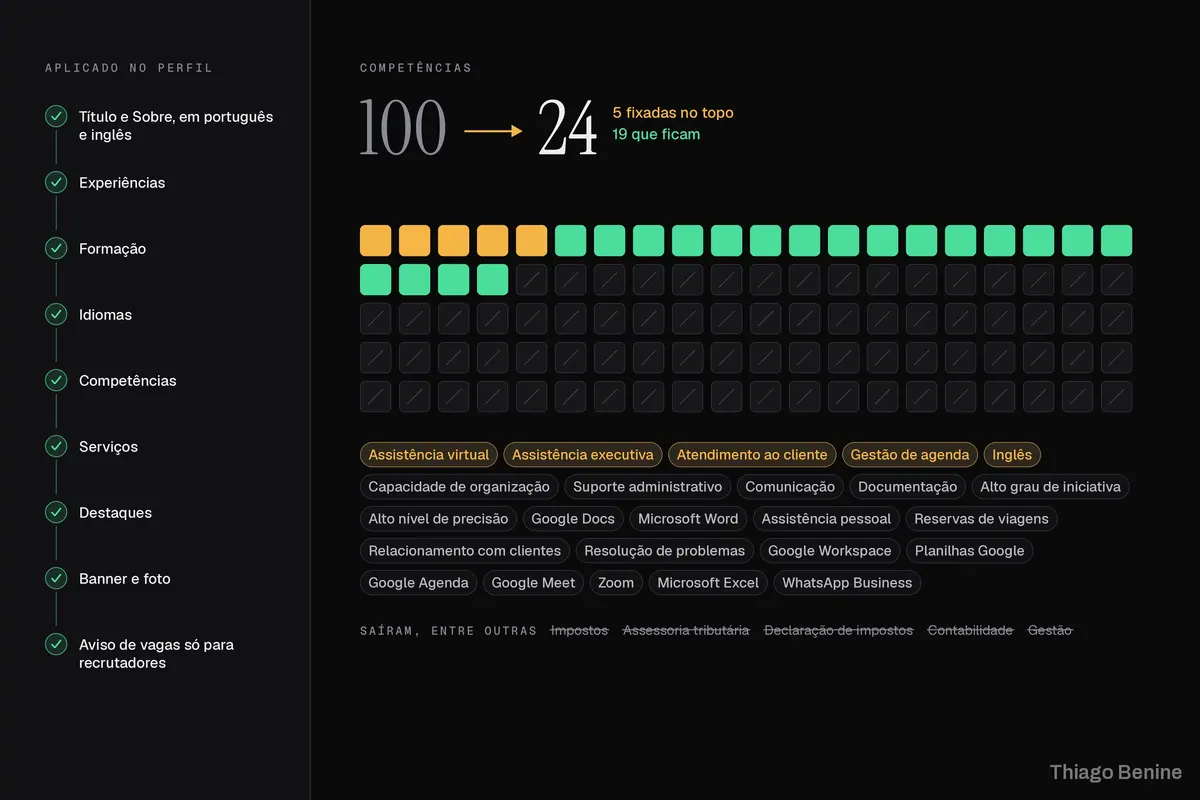 APLICADO NO PERFIL
Título e Sobre, em português
e inglês
Experiências
Formação
Idiomas
Competências
Serviços
Destaques
Banner e foto
Aviso de vagas só para
recrutadores
COMPETÊNCIAS
100 → 24
5 fixadas no topo
19 que ficam
Assistência virtual Assistência executiva Atendimento ao cliente Gestão de agenda Inglês
Capacidade de organização Suporte administrativo Comunicação Documentação Alto grau de iniciativa
Alto nível de precisão Google Docs Microsoft Word Assistência pessoal Reservas de viagens
Relacionamento com clientes Resolução de problemas Google Workspace Planilhas Google
Google Agenda Google Meet Zoom Microsoft Excel WhatsApp Business
SAÍRAM, ENTRE OUTRAS Impostos Assessoria tributária Declaração de impostos Contabilidade Gestão
Thiago Benine